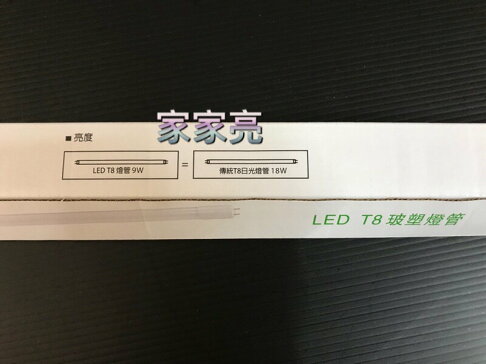 家家亮
■ 亮度
LED T8 燈管 9W = 傳統T8日光燈管 18W
LED T8 玻塑燈管